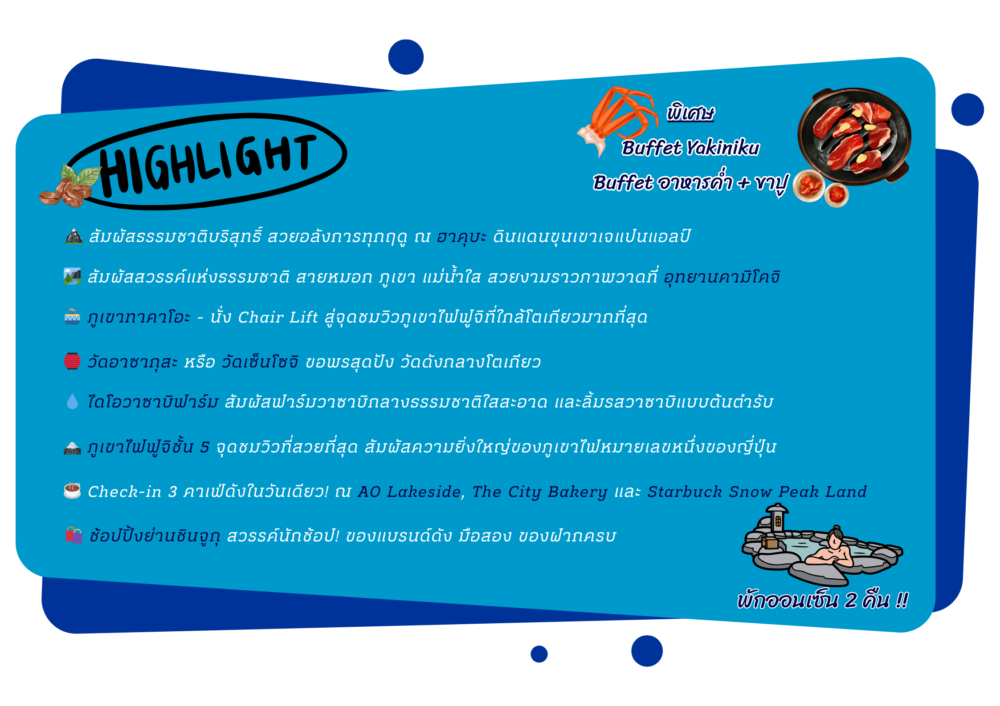 HIGHLIGHT
พิเศษ
Buffet Yakiniku
Buffet อาหารค่ำ + ขาปู
สัมผัสธรรมชาติบริสุทธิ์ สวยอลังการทุกฤดู ณ ฮาคุบะ ดินแดนขุนเขาเจแปนแอลป์
สัมผัสสวรรค์แห่งธรรมชาติ สายหมอก ภูเขา แม่น้ำใส สวยงามราวภาพวาดที่ อุทยานคามิโคจิ
ภูเขาทาคาโอะ - นั่ง Chair Lift สู่จุดชมวิวภูเขาไฟฟูจิที่ใกล้โตเกียวมากที่สุด
วัดอาซากุสะ หรือ วัดเซ็นโซจิ ขอพรสุดปัง วัดดังกลางโตเกียว
ไดโอวาซาบิฟาร์ม สัมผัสฟาร์มวาซาบิกลางธรรมชาติใสสะอาด และลิ้มรสวาซาบิแบบต้นตำรับ
ภูเขาไฟฟูจิชั้น 5 จุดชมวิวที่สวยที่สุด สัมผัสความยิ่งใหญ่ของภูเขาไฟหมายเลขหนึ่งของญี่ปุ่น
Check-in 3 คาเฟ่ดังในวันเดียว! ณ AO Lakeside, The City Bakery และ Starbuck Snow Peak Land
ช้อปปิ้งย่านชินจูกุ สวรรค์นักช้อป! ของแบรนด์ดัง มือสอง ของฝากครบ
พักออนเซ็น 2 คืน !!